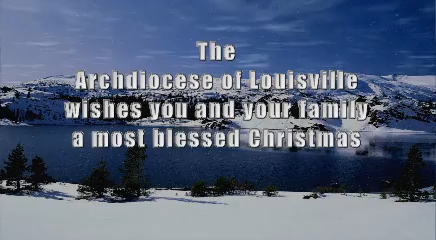 The
Archdiocese of Louisville
wishes you and your family
a most blessed Christmas